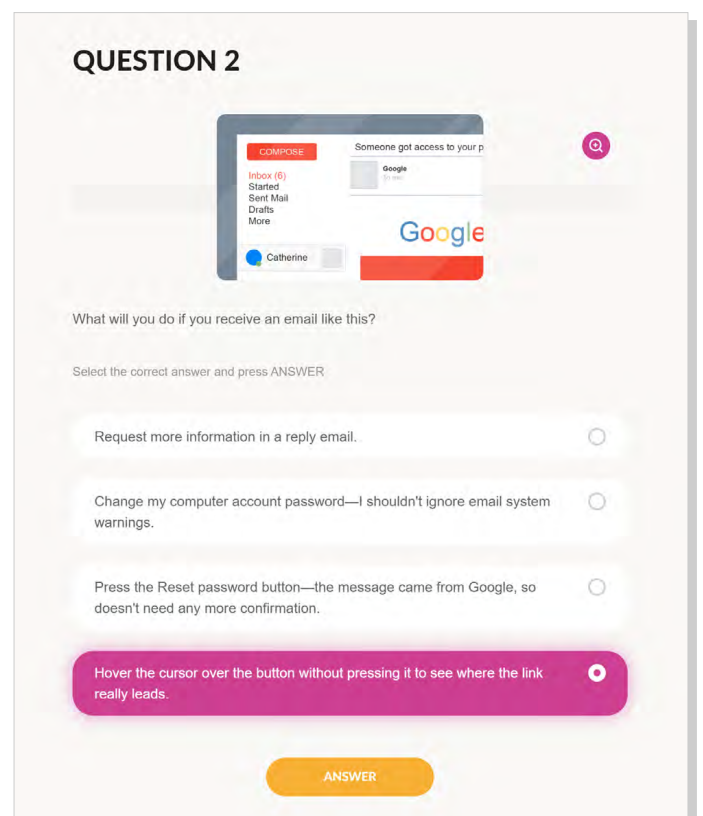 QUESTION 2
COMPOSE
Inbox (6)
Started
Sent Mail
Drafts
More
Catherine
Someone got access to your p
Google
Google
What will you do if you receive an email like this?
Select the correct answer and press ANSWER
Request more information in a reply email.
Change my computer account password—I shouldn't ignore email system
warnings.
Press the Reset password button—the message came from Google, so
doesn't need any more confirmation.
Hover the cursor over the button without pressing it to see where the link
really leads.
ANSWER